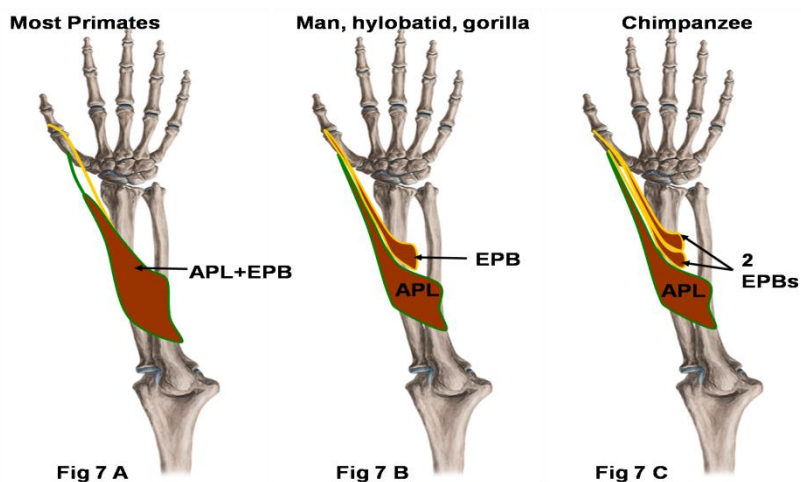 Most Primates
Man, hylobatid, gorilla
Chimpanzee
APL+EPB
EPB
APL
2
EPBs
APL
Fig 7 A
Fig 7 B
Fig 7 C